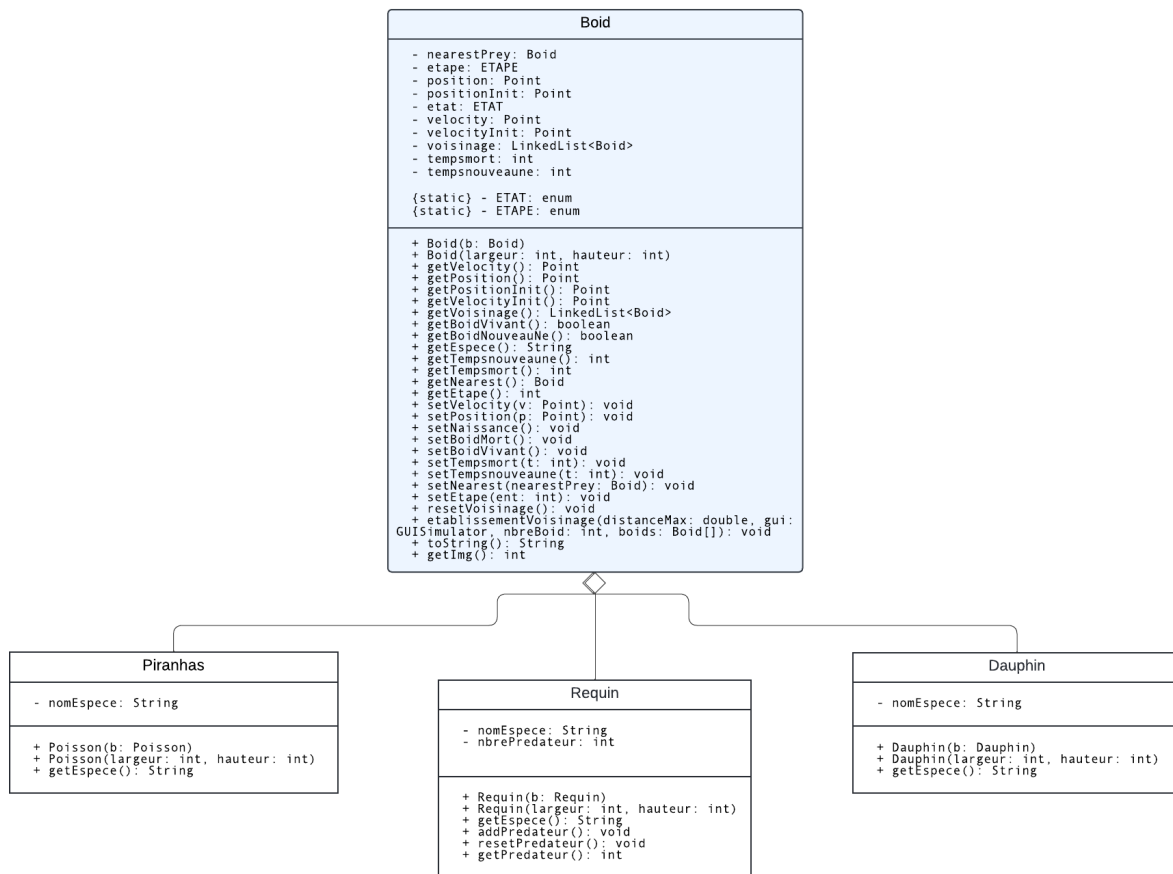 Boid
- nearestPrey: Boid
- etape: ETAPE
- position: Point
- positionInit: Point
- etat: ETAT
- velocity: Point
- velocityInit: Point
- voisinage: LinkedList<Boid>
- tempsmort: int
- tempsnouveaune: int
{static} - ETAT: enum
{static} - ETAPE: enum
+ Boid(b: Boid)
+ Boid(largeur: int, hauteur: int)
+ getVelocity(): Point
+ getPosition(): Point
+ getPositionInit(): Point
+ getVelocityInit(): Point
+ getVoisinage(): LinkedList<Boid>
+ getBoidVivant(): boolean
+ getBoidNouveauNe(): boolean
+ getEspece(): String
+ getTempsnouveaune(): int
+ getTempsmort(): int
+ getNearest(): Boid
+ getEtape(): int
+ setVelocity(v: Point): void
+ setPosition(p: Point): void
+ setNaissance(): void
+ setBoidMort(): void
+ setBoidVivant(): void
+ setTempsmort(t: int): void
+ setTempsnouveaune(t: int): void
+ setNearest(nearestPrey: Boid): void
+ setEtape(ent: int): void
+ resetVoisinage(): void
+ etablissementVoisinage(distanceMax: double, gui:
GUISimulator, nbreBoid: int, boids: Boid[]): void
+ toString(): String
+ getImg(): int
Piranhas
- nomEspece: String
+ Poisson(b: Poisson)
+ Poisson(largeur: int, hauteur: int)
+ getEspece(): String
Requin
- nomEspece: String
- nbrePredateur: int
+ Requin(b: Requin)
+ Requin(largeur: int, hauteur: int)
+ getEspece(): String
+ addPredateur(): void
+ resetPredateur(): void
+ getPredateur(): int
Dauphin
- nomEspece: String
+ Dauphin(b: Dauphin)
+ Dauphin(largeur: int, hauteur: int)
+ getEspece(): String